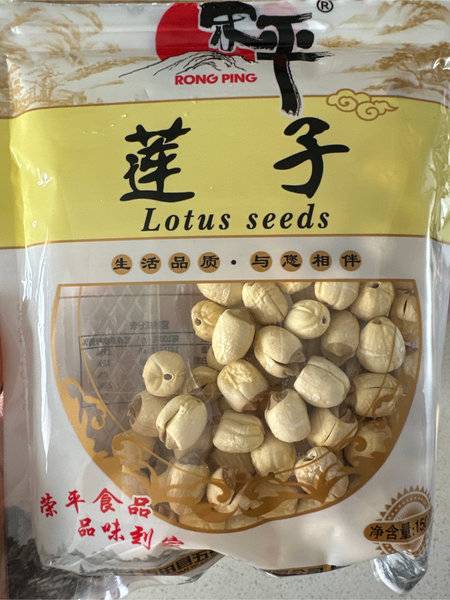 荣平®
RONG PING
莲子
Lotus seeds
生活品质·与您相伴
荣平食品
品味到
净含量:15